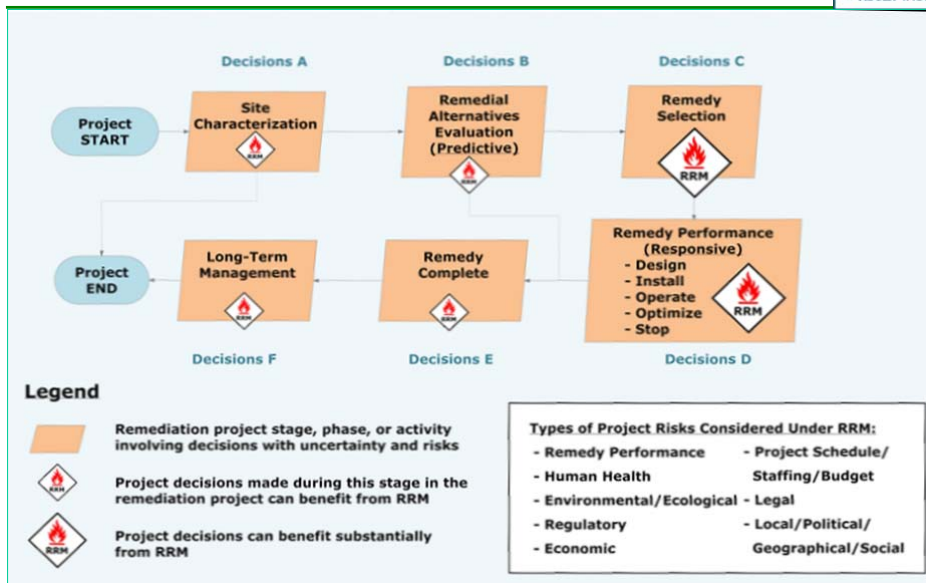 Decisions A
Decisions B
Decisions C
Project
START
Site
Characterization
RRM
Remedial
Alternatives
Evaluation
(Predictive)
RRM
Remedy
Selection
RRM
Project
END
Long-Term
Management
RRM
Remedy
Complete
RRM
Remedy Performance
(Responsive)
- Design
- Install
- Operate
- Optimize
- Stop
RRM
Decisions F
Decisions E
Decisions D
Legend
Remediation project stage, phase, or activity
involving decisions with uncertainty and risks
RRM
Project decisions made during this stage in the
remediation project can benefit from RRM
RRM
Project decisions can benefit substantially
from RRM
Types of Project Risks Considered Under RRM:
- Remedy Performance
- Human Health
- Environmental/Ecological
- Regulatory
- Economic
- Project Schedule/
Staffing/Budget
- Legal
- Local/Political/
Geographical/Social